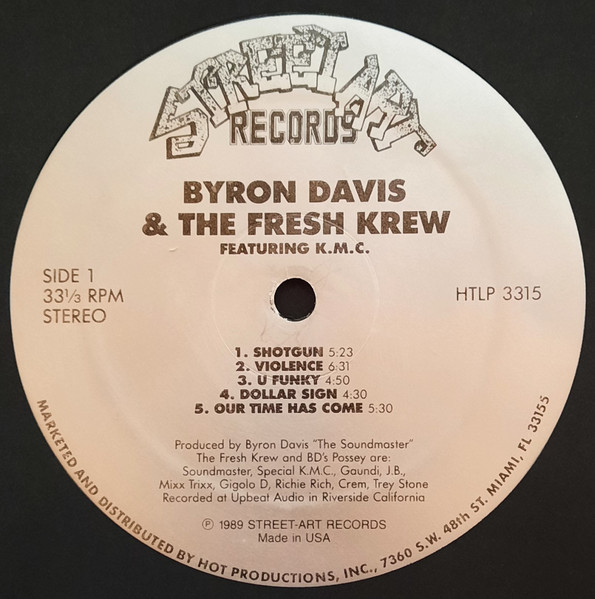 STREET ART
RECORDS
BYRON DAVIS
& THE FRESH KREW
FEATURING K.M.C.
SIDE 1
33⅓ RPM
STEREO
HTLP 3315
1. SHOTGUN 5:23
2. VIOLENCE 6:31
3. U FUNKY 4:50
4. DOLLAR SIGN 4:30
5. OUR TIME HAS COME 5:30
Produced by Byron Davis "The Soundmaster"
The Fresh Krew and BD's Possey are:
Soundmaster, Special K.M.C., Gaundi, J.B.,
Mixx Trixx, Gigolo D, Richie Rich, Crem, Trey Stone
Recorded at Upbeat Audio in Riverside California
℗ 1989 STREET-ART RECORDS
Made in USA
MARKETED AND DISTRIBUTED BY HOT PRODUCTIONS, INC., 7360 S.W. 48th ST. MIAMI, FL 33155